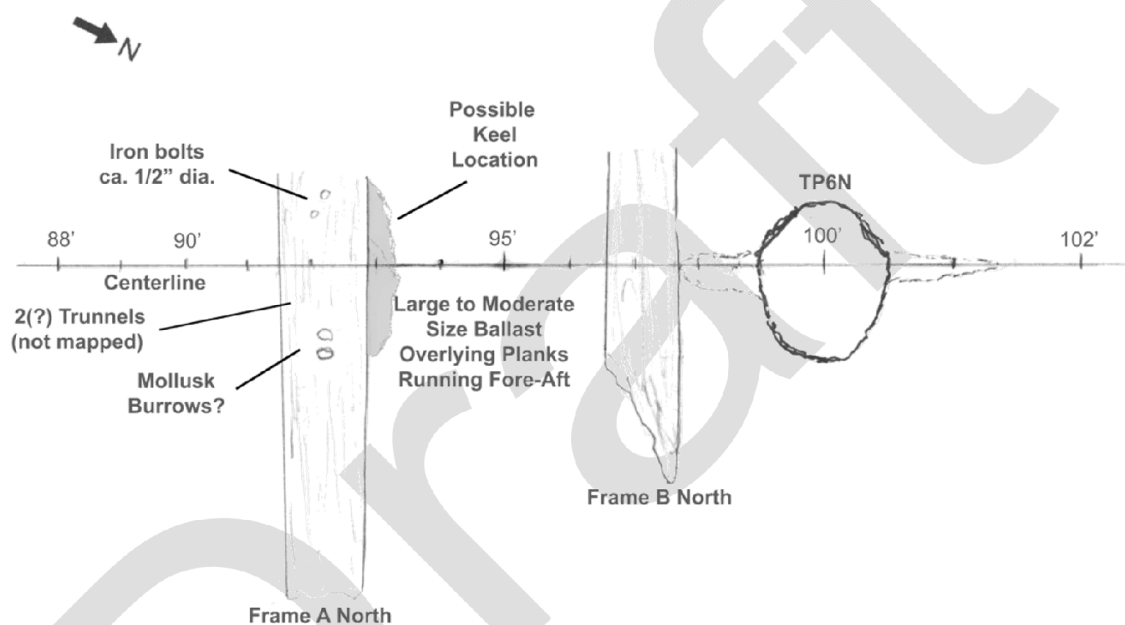 N
Possible
Keel
Location
Iron bolts
ca. 1/2” dia.
TP6N
88’
90’
95’
100’
102’
Centerline
2(?) Trunnels
(not mapped)
Large to Moderate
Size Ballast
Overlying Planks
Running Fore-Aft
Mollusk
Burrows?
Frame B North
Frame A North
Draft